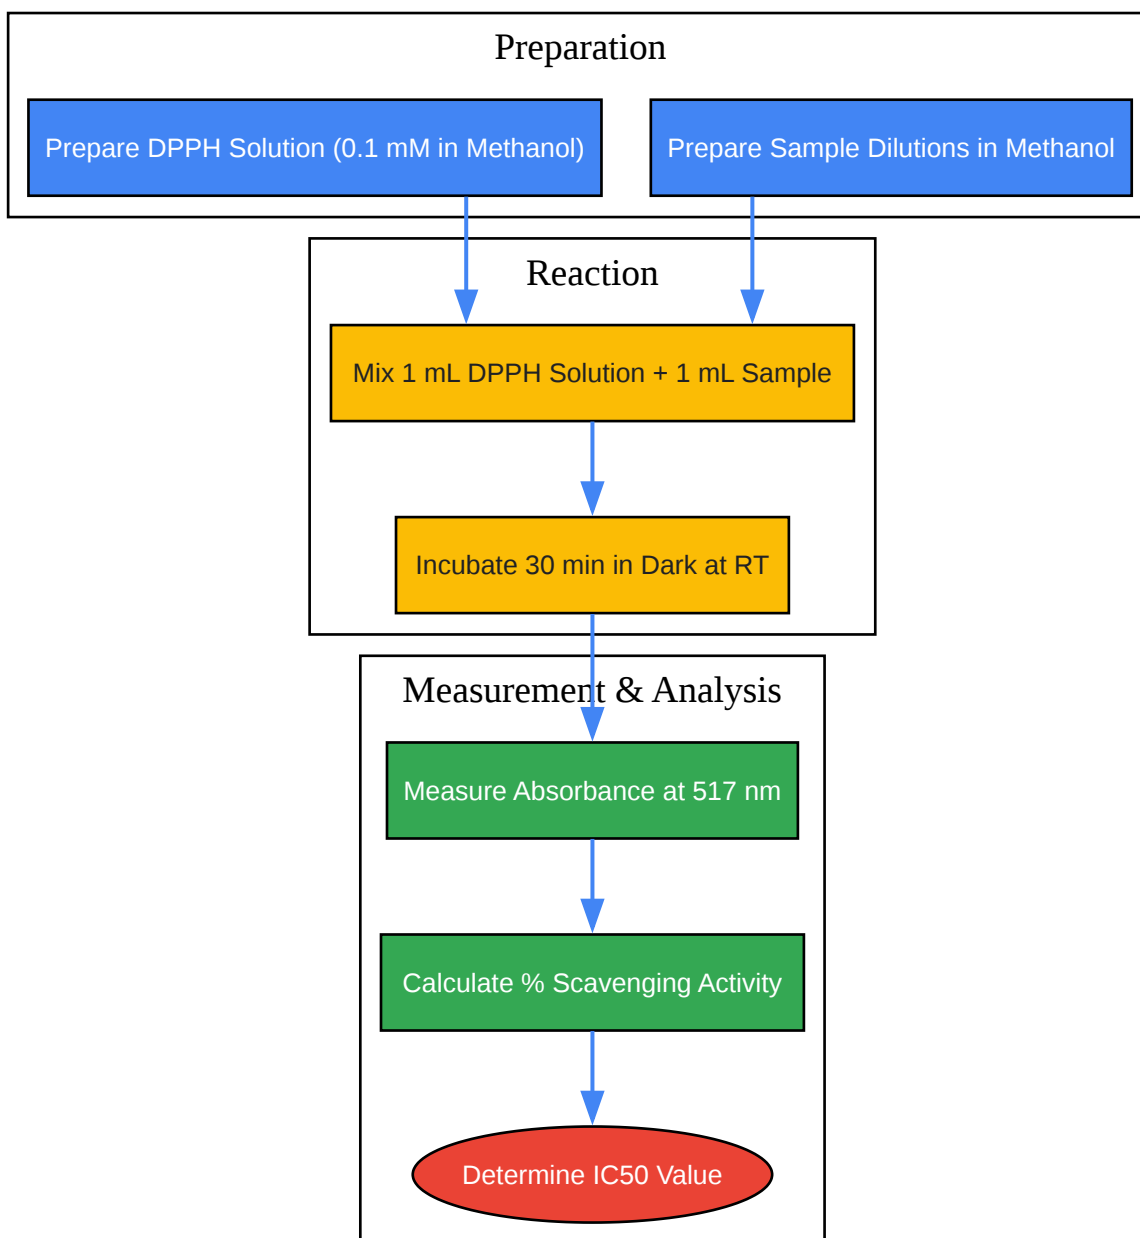 Preparation
Prepare DPPH Solution (0.1 mM in Methanol)
Prepare Sample Dilutions in Methanol
Reaction
Mix 1 mL DPPH Solution + 1 mL Sample
Incubate 30 min in Dark at RT
Measurement & Analysis
Measure Absorbance at 517 nm
Calculate % Scavenging Activity
Determine IC50 Value